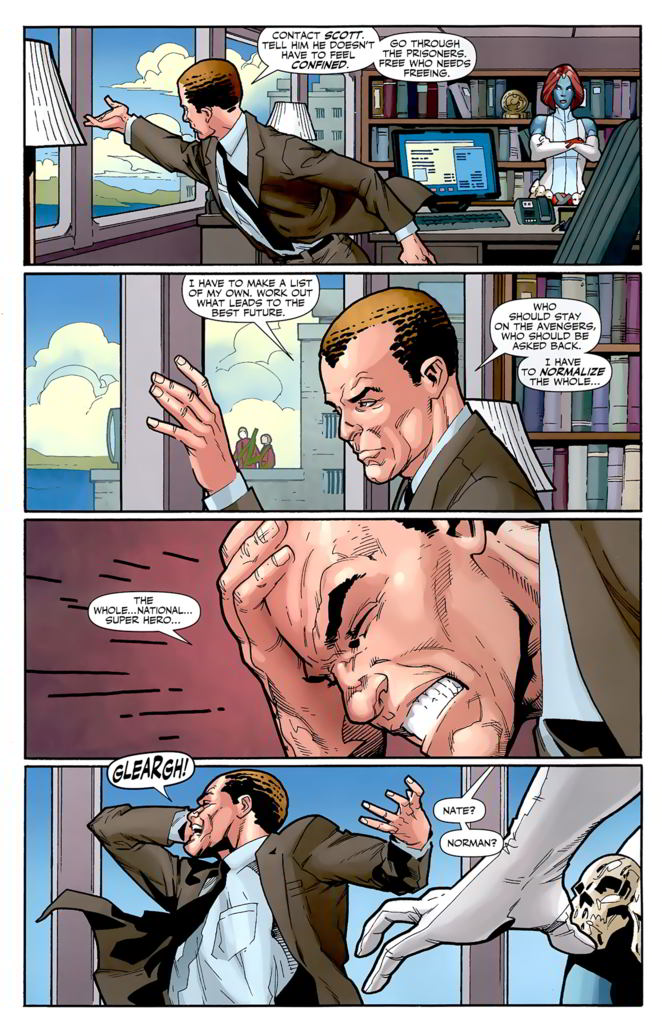 CONTACT SCOTT.
TELL HIM HE DOESN'T
HAVE TO FEEL
CONFINED.
GO THROUGH
THE PRISONERS.
FREE WHO NEEDS
FREEING.
I HAVE TO MAKE A LIST
OF MY OWN. WORK OUT
WHAT LEADS TO THE
BEST FUTURE.
WHO
SHOULD STAY
ON THE AVENGERS,
WHO SHOULD BE
ASKED BACK.
I HAVE
TO NORMALIZE
THE WHOLE...
THE
WHOLE...NATIONAL...
SUPER HERO...
GLEARGH!
NATE?
NORMAN?